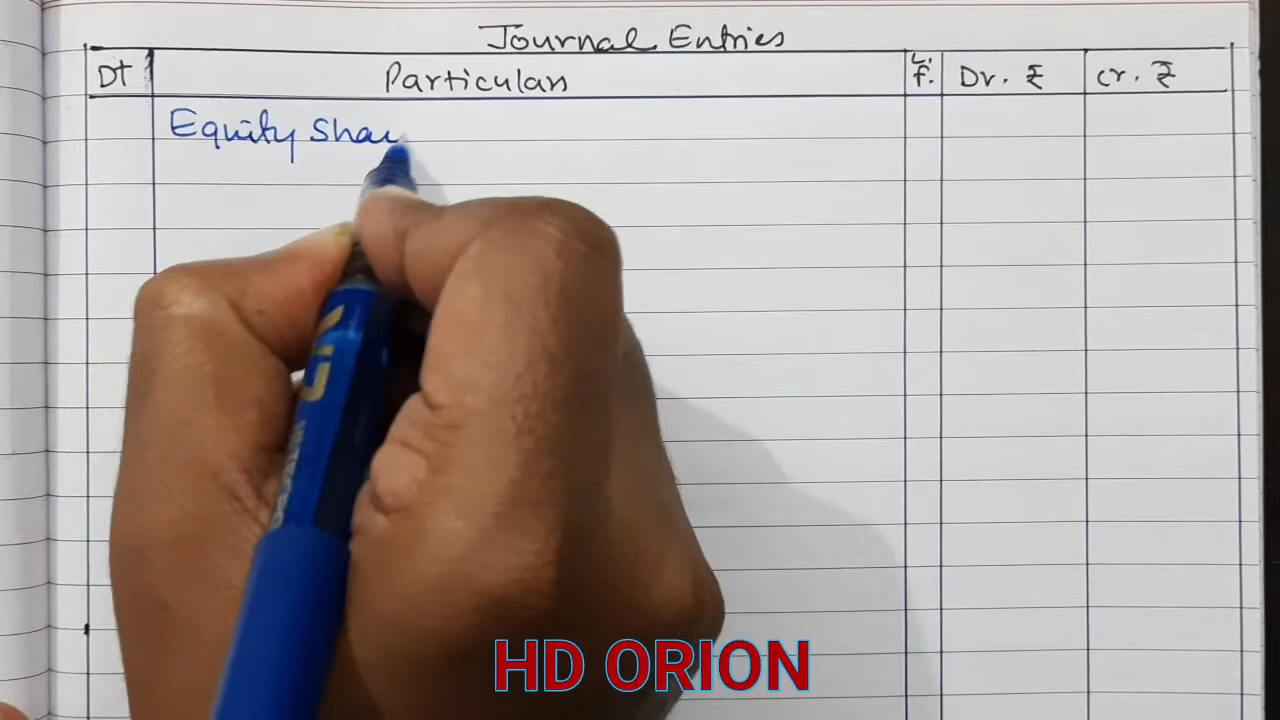 Journal Entries
Dt Particulars L.F. Dr. ₹ Cr. ₹
Equity Shar
HD ORION